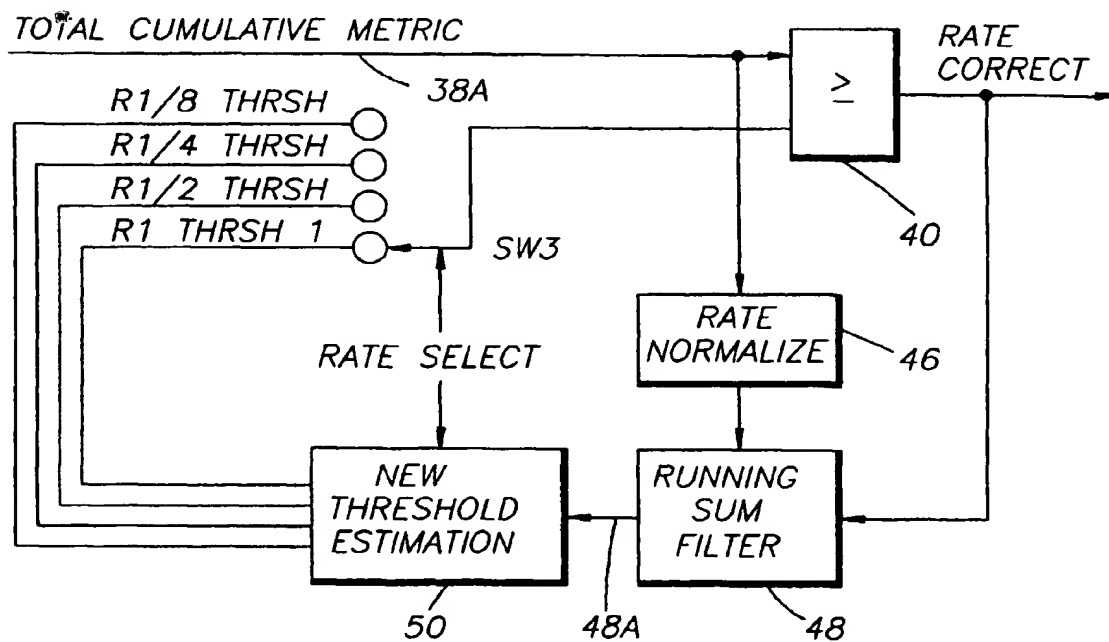 TOTAL CUMULATIVE METRIC
38A
RATE
CORRECT
≥
40
R1/8 THRSH
R1/4 THRSH
R1/2 THRSH
R1 THRSH 1
SW3
RATE SELECT
RATE
NORMALIZE
46
NEW
THRESHOLD
ESTIMATION
50
48A
RUNNING
SUM
FILTER
48